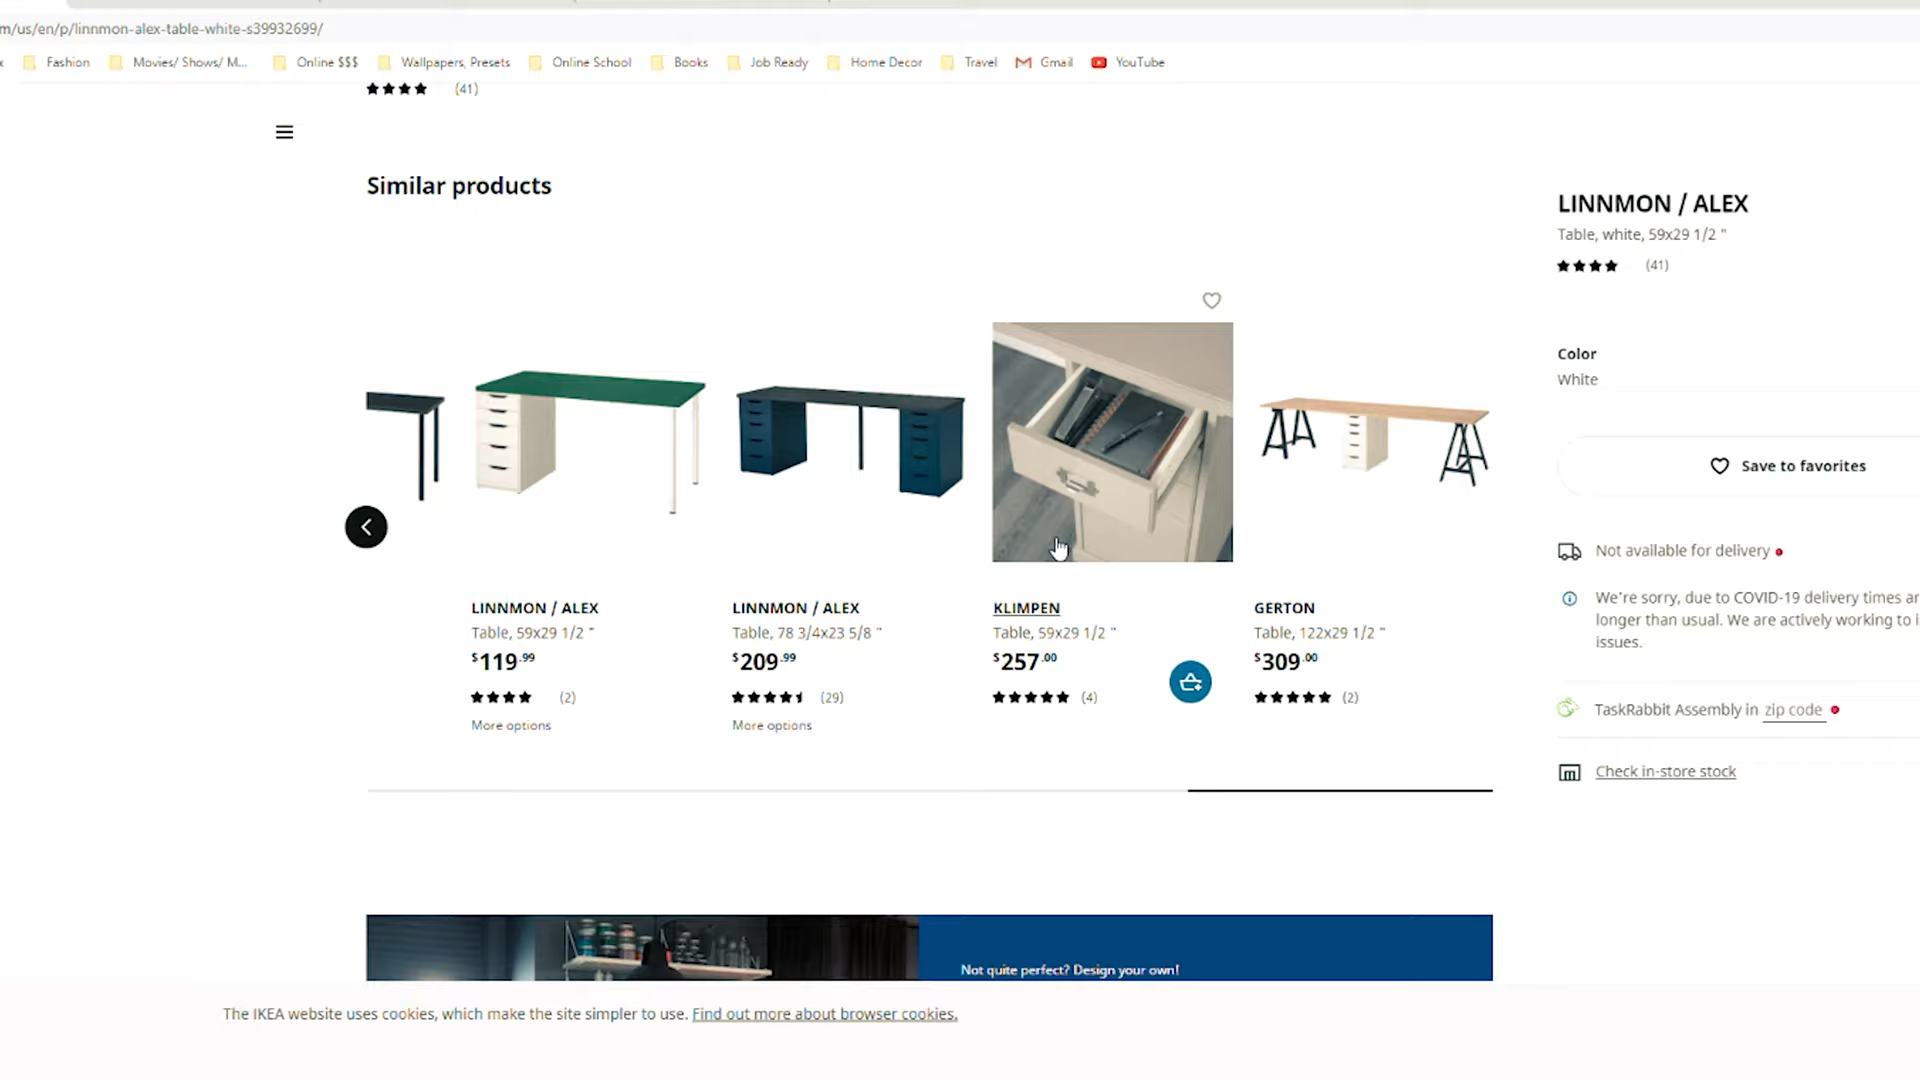 m/us/en/p/linnmon-alex-table-white-s39932699/
Fashion Movies/ Shows/ M... Online $$$ Wallpapers, Presets Online School Books Job Ready Home Decor Travel Gmail YouTube
(41)
Similar products
LINNMON / ALEX
Table, white, 59x29 1/2 "
(41)
Color
White
Save to favorites
Not available for delivery
We're sorry, due to COVID-19 delivery times ar
longer than usual. We are actively working to i
issues.
TaskRabbit Assembly in zip code
Check in-store stock
LINNMON / ALEX
Table, 59x29 1/2 "
$119.99
(2)
More options
LINNMON / ALEX
Table, 78 3/4x23 5/8 "
$209.99
(29)
More options
KLIMPEN
Table, 59x29 1/2 "
$257.00
(4)
GERTON
Table, 122x29 1/2 "
$309.00
(2)
Not quite perfect? Design your own!
The IKEA website uses cookies, which make the site simpler to use. Find out more about browser cookies.